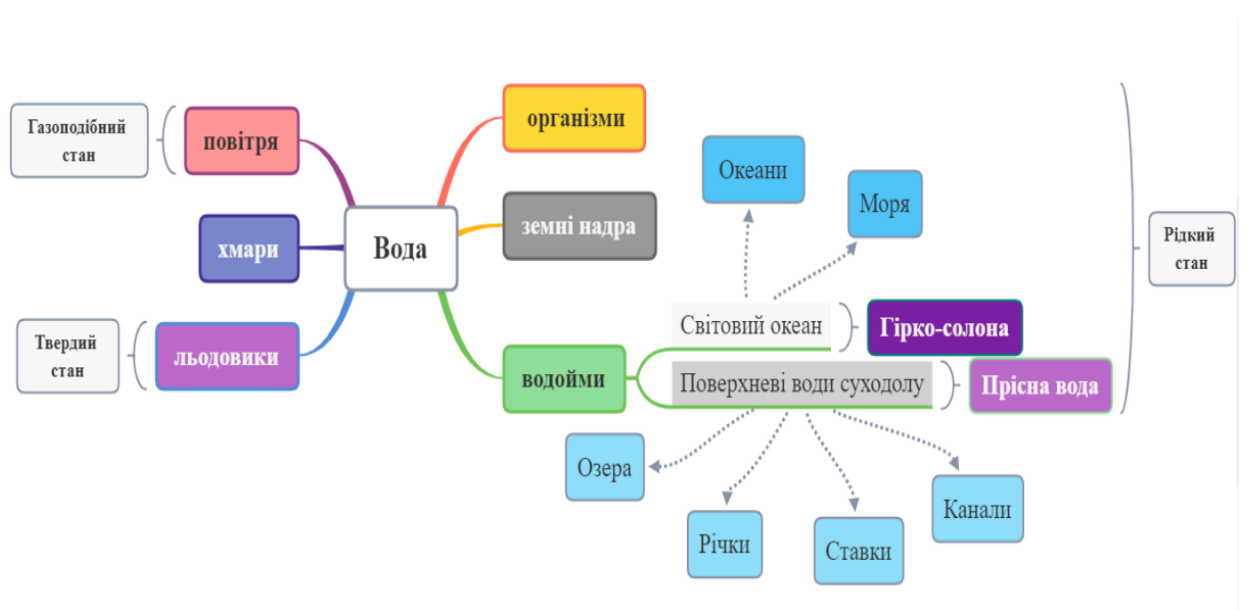 Газоподібний
стан
повітря
хмари
Твердий
стан
льодовики
Вода
організми
земні надра
водойми
Океани
Моря
Світовий океан
Гірко-солона
Поверхневі води суходолу
Прісна вода
Рідкий
стан
Озера
Річки
Ставки
Канали